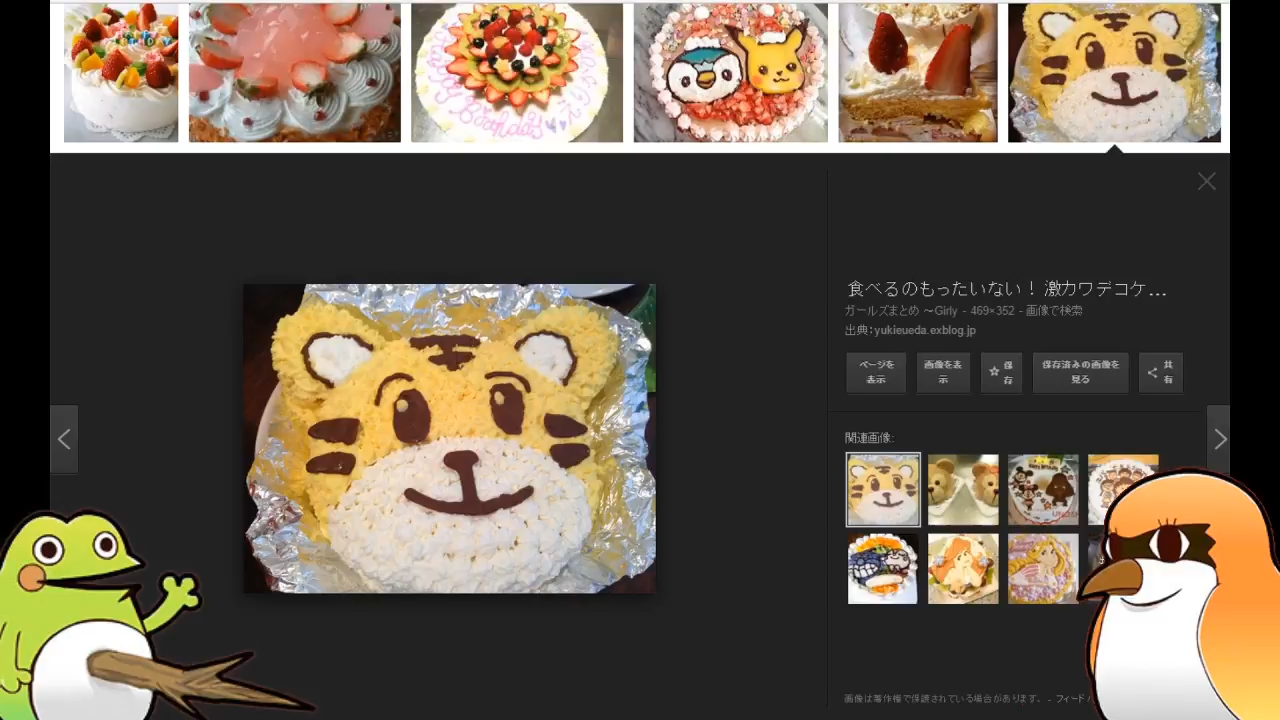 Birthday
食べるのもったいない！激カワデコケ...
ガールズまとめ ～Girly - 469×352 - 画像で検索
出典:yukieueda.exblog.jp
ページを表示
画像を表示
保存
保存済みの画像を見る
共有
関連画像:
画像は著作権で保護されている場合があります。 - フィードバ